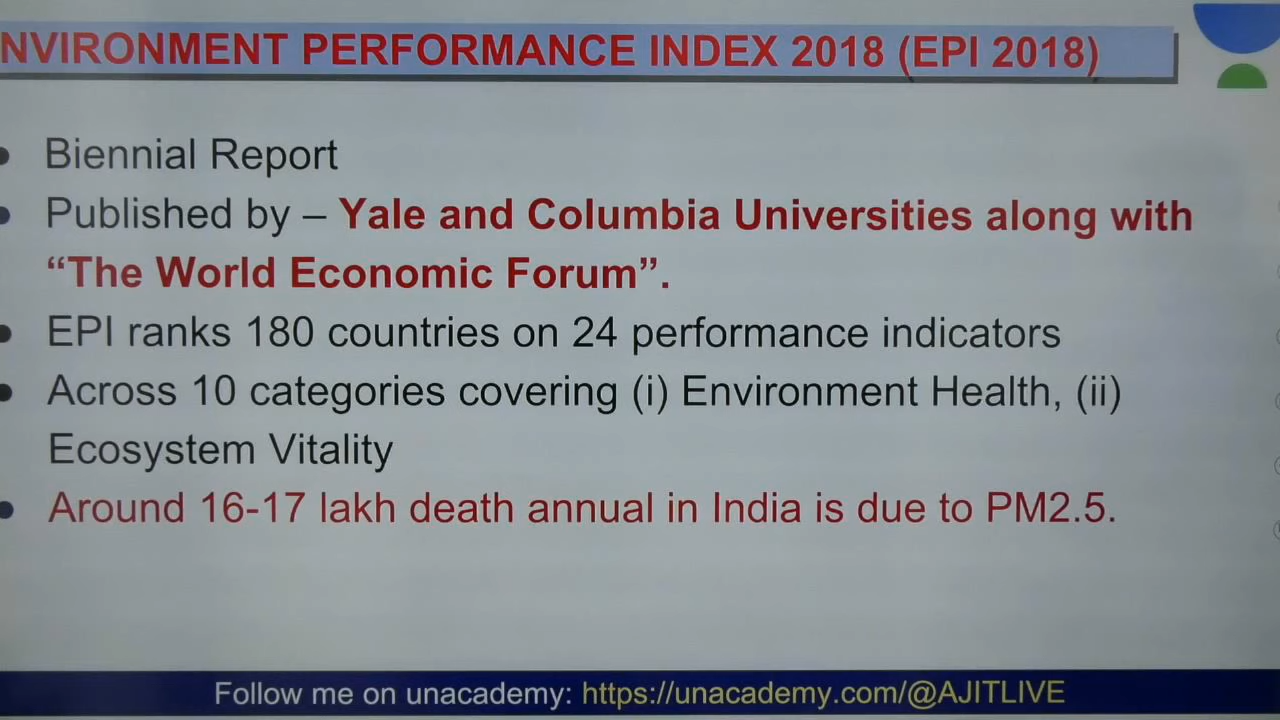 NVIRONMENT PERFORMANCE INDEX 2018 (EPI 2018)
• Biennial Report
• Published by – Yale and Columbia Universities along with
“The World Economic Forum”.
• EPI ranks 180 countries on 24 performance indicators
• Across 10 categories covering (i) Environment Health, (ii)
Ecosystem Vitality
• Around 16-17 lakh death annual in India is due to PM2.5.
Follow me on unacademy: https://unacademy.com/@AJITLIVE